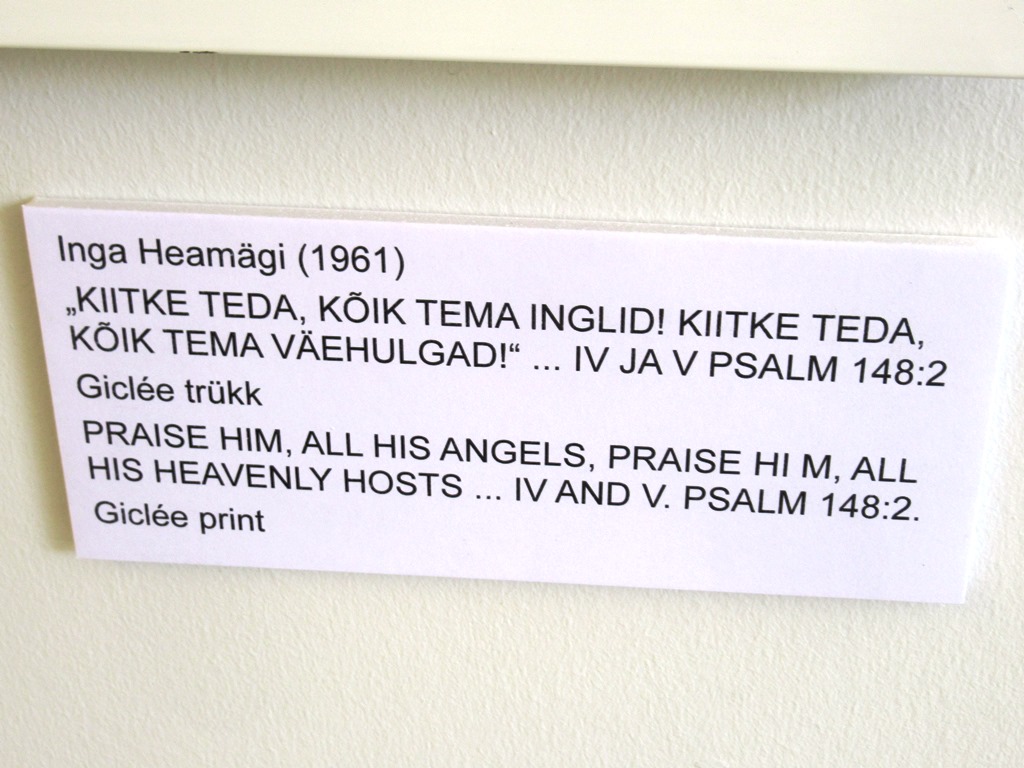 Inga Heamägi (1961)
„KIITKE TEDA, KÕIK TEMA INGLID! KIITKE TEDA,
KÕIK TEMA VÄEHULGAD!“ ... IV JA V PSALM 148:2
Giclée trükk
PRAISE HIM, ALL HIS ANGELS, PRAISE HI M, ALL
HIS HEAVENLY HOSTS ... IV AND V. PSALM 148:2.
Giclée print